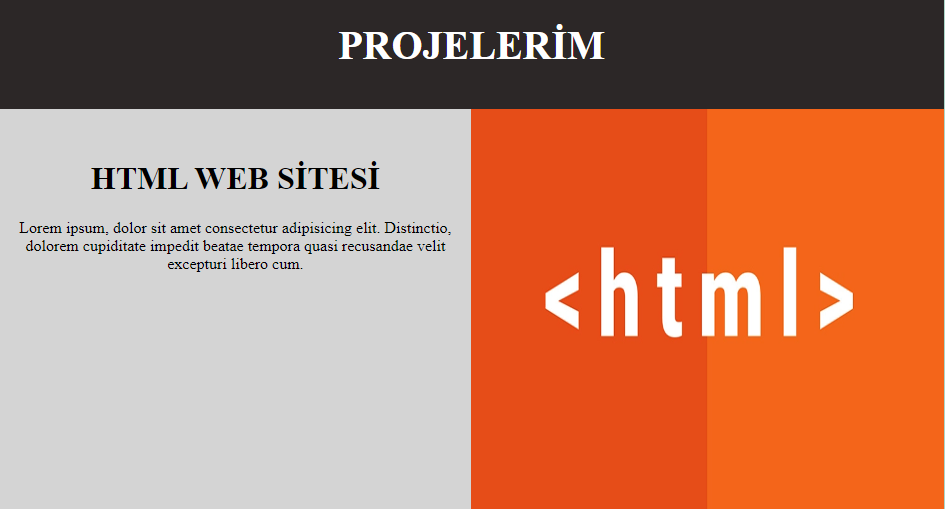 PROJELERİM
HTML WEB SİTESİ
Lorem ipsum, dolor sit amet consectetur adipisicing elit. Distinctio,
dolorem cupiditate impedit beatae tempora quasi recusandae velit
excepturi libero cum.
<html>